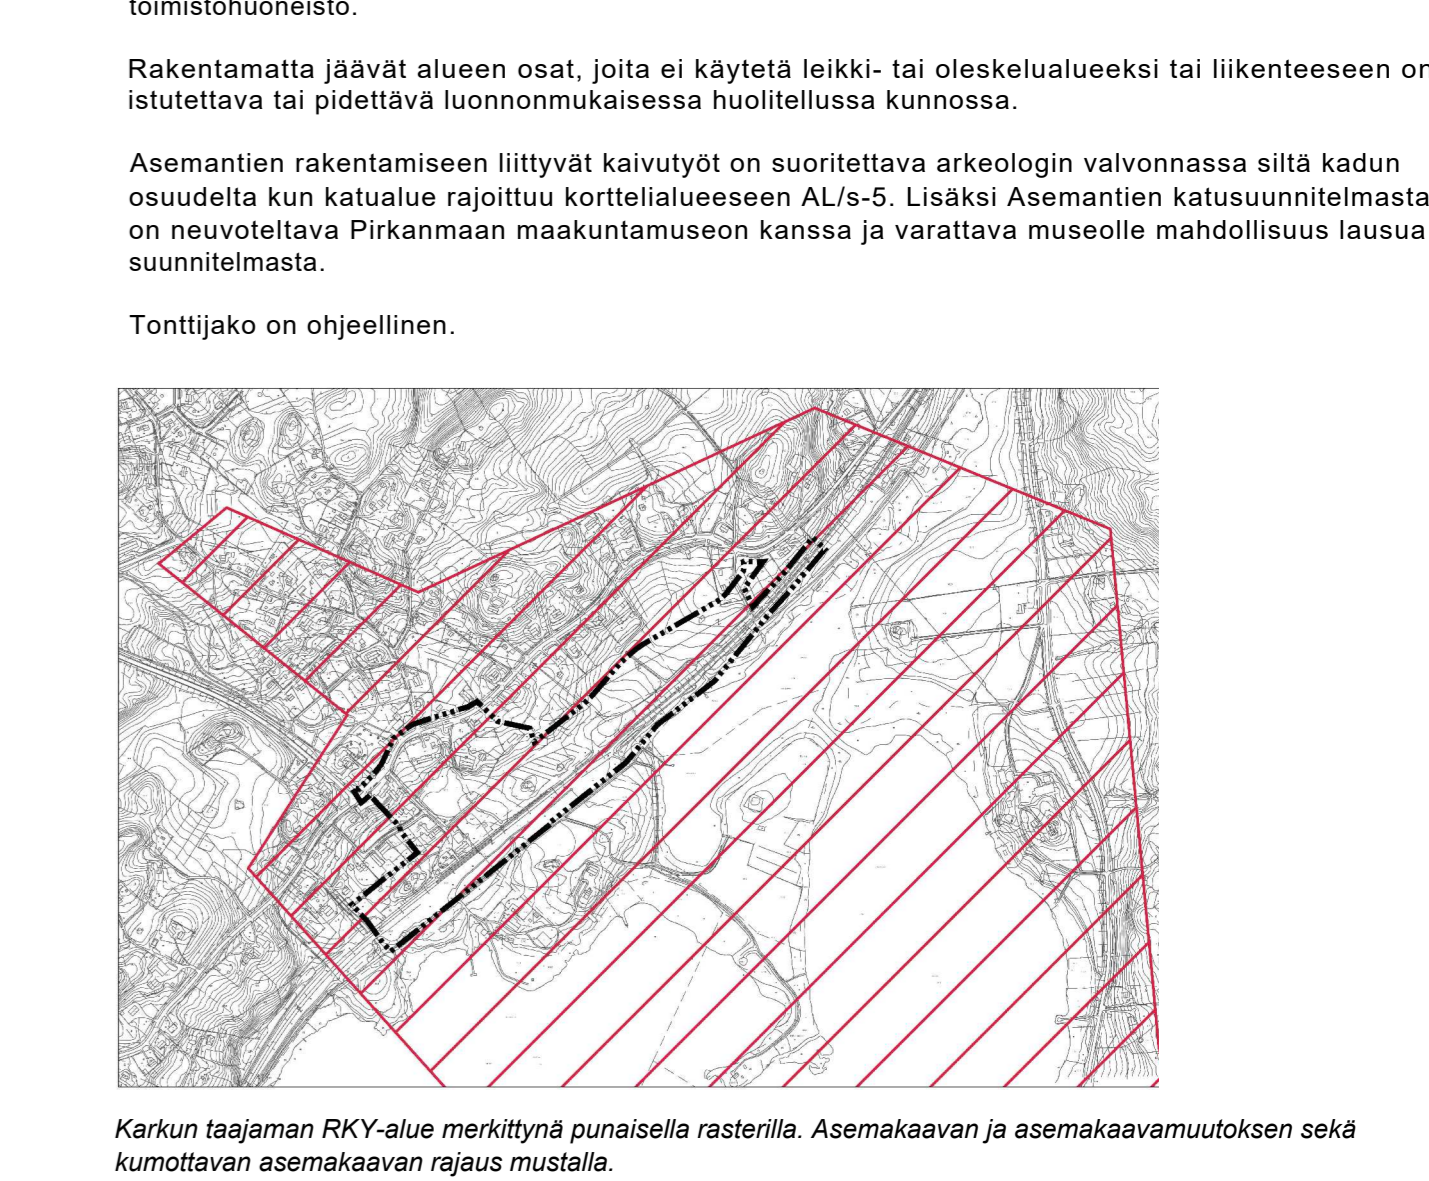 toimistohuoneisto.
Rakentamatta jäävät alueen osat, joita ei käytetä leikki- tai oleskelualueeksi tai liikenteeseen on
istutettava tai pidettävä luonnonmukaisessa huolitellussa kunnossa.
Asemantien rakentamiseen liittyvät kaivutyöt on suoritettava arkeologin valvonnassa siltä kadun
osuudelta kun katualue rajoittuu korttelialueeseen AL/s-5. Lisäksi Asemantien katusuunnitelmasta
on neuvoteltava Pirkanmaan maakuntamuseon kanssa ja varattava museolle mahdollisuus lausua
suunnitelmasta.
Tonttijako on ohjeellinen.
Karkun taajaman RKY-alue merkittynä punaisella rasterilla. Asemakaavan ja asemakaavamuutoksen sekä
kumottavan asemakaavan rajaus mustalla.